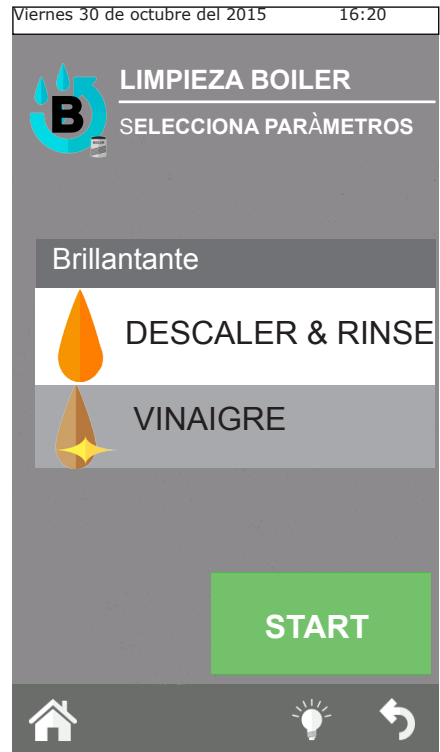 Viernes 30 de octubre del 2015 16:20
LIMPIEZA BOILER
SELECCIONA PARÀMETROS
B
Brillantante
DESCALER & RINSE
VINAIGRE
START